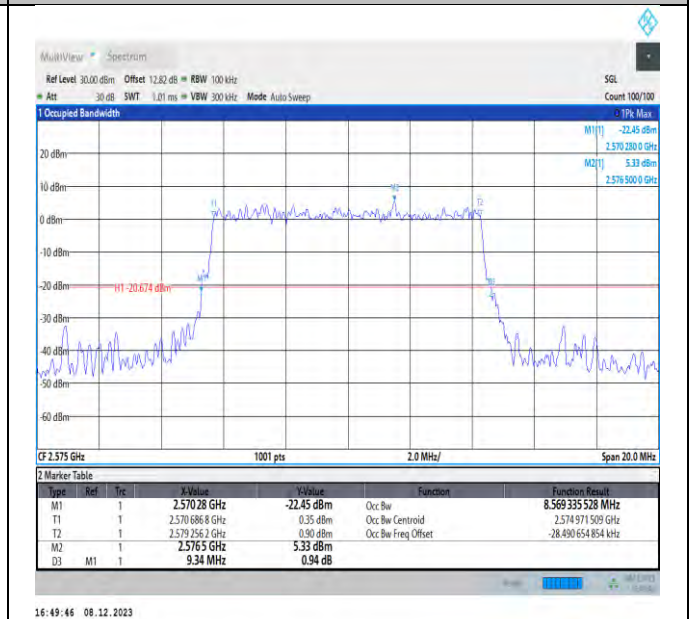 MultiView Spectrum
Ref Level 30.00 dBm Offset 12.82 dB RBW 100 kHz SGL
Att 30 dB SWT 1.01 ms VBW 300 kHz Mode Auto Sweep Count 100/100
1 Occupied Bandwidth 1Pk Max
M1[1] -22.45 dBm
2.570 280 0 GHz
M2[1] 5.33 dBm
2.576 500 0 GHz
20 dBm
10 dBm
M2
T1 T2
0 dBm
-10 dBm
M1
-20 dBm
H1 -20.674 dBm
-30 dBm
-40 dBm
-50 dBm
-60 dBm
CF 2.575 GHz 1001 pts 2.0 MHz/ Span 20.0 MHz
2 Marker Table
Type Ref Trc X-Value Y-Value Function Function Result
M1 1 2.57028 GHz -22.45 dBm Occ Bw 8.569 335 528 MHz
T1 1 2.570 686 8 GHz 0.35 dBm Occ Bw Centroid 2.574 971 509 GHz
T2 1 2.579 256 2 GHz 0.90 dBm Occ Bw Freq Offset -28.490 654 854 kHz
M2 1 2.5765 GHz 5.33 dBm
D3 M1 1 9.34 MHz 0.94 dB
16:49:46 08.12.2023